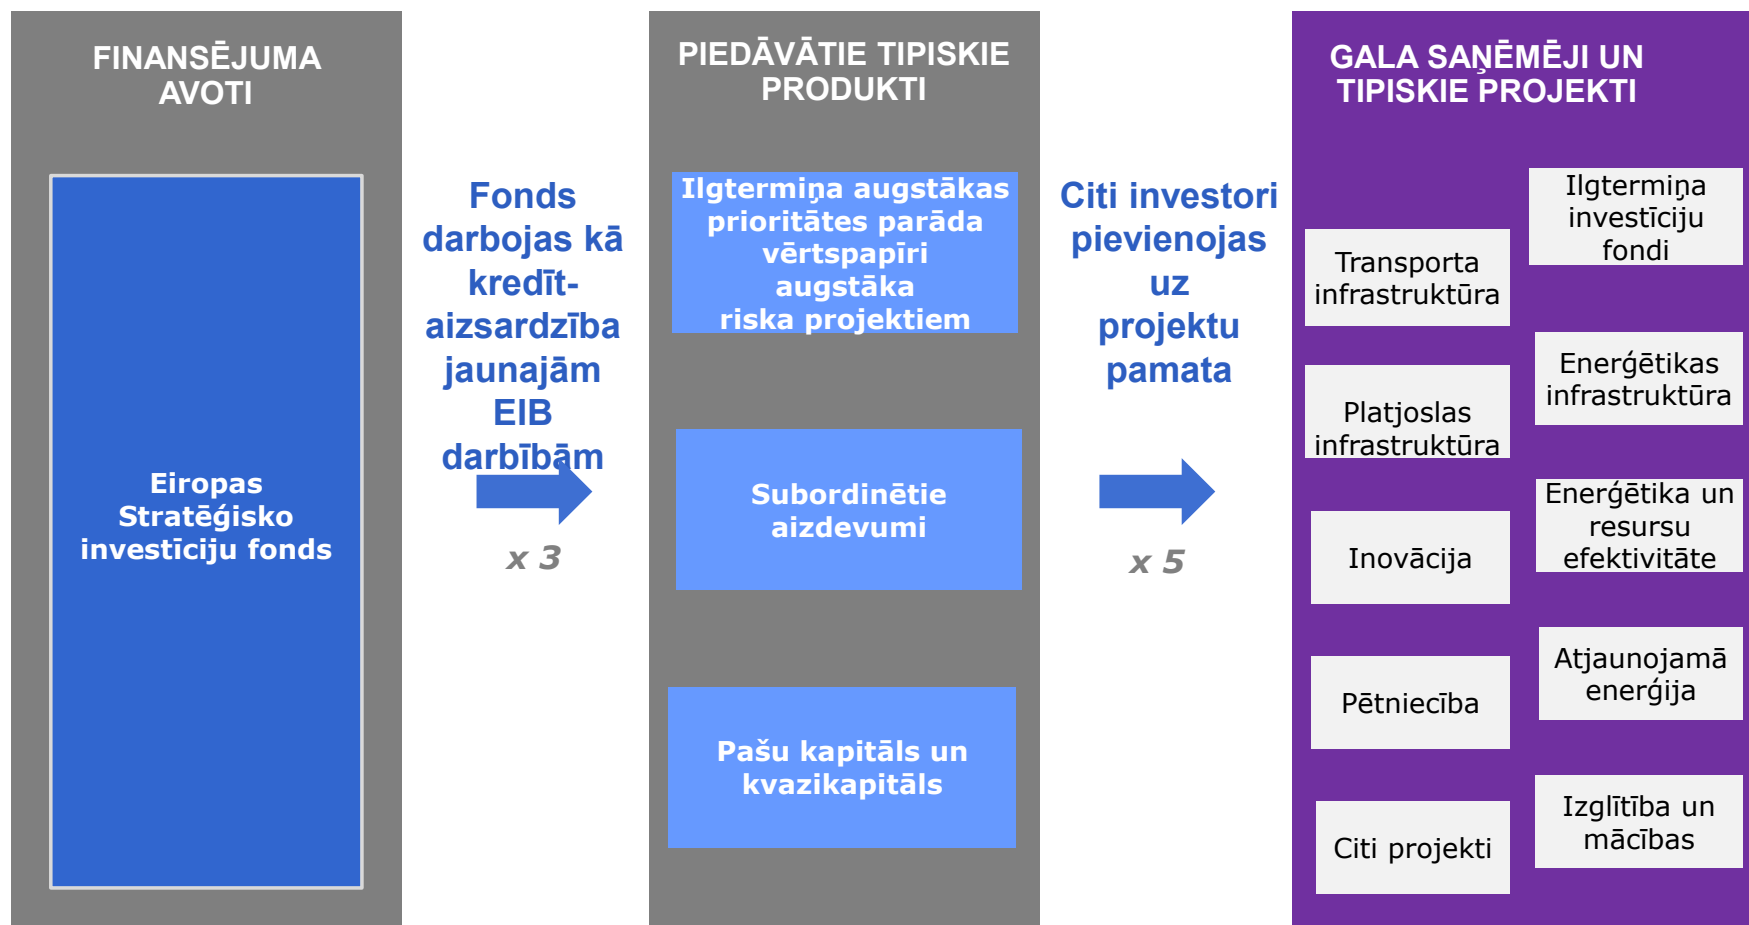 FINANSĒJUMA
AVOTI
Eiropas
Stratēģisko
investīciju fonds
Fonds
darbojas kā
kredīt-
aizsardzība
jaunajām
EIB
darbībām
x 3
PIEDĀVĀTIE TIPISKIE
PRODUKTI
Ilgtermiņa augstākas
prioritātes parāda
vērtspapīri
augstāka
riska projektiem
Subordinētie
aizdevumi
Pašu kapitāls un
kvazikapitāls
Citi investori
pievienojas
uz
projektu
pamata
x 5
GALA SAŅĒMĒJI UN
TIPISKIE PROJEKTI
Transporta
infrastruktūra
Platjoslas
infrastruktūra
Inovācija
Pētniecība
Citi projekti
Ilgtermiņa
investīciju
fondi
Enerģētikas
infrastruktūra
Enerģētika un
resursu
efektivitāte
Atjaunojamā
enerģija
Izglītība un
mācības